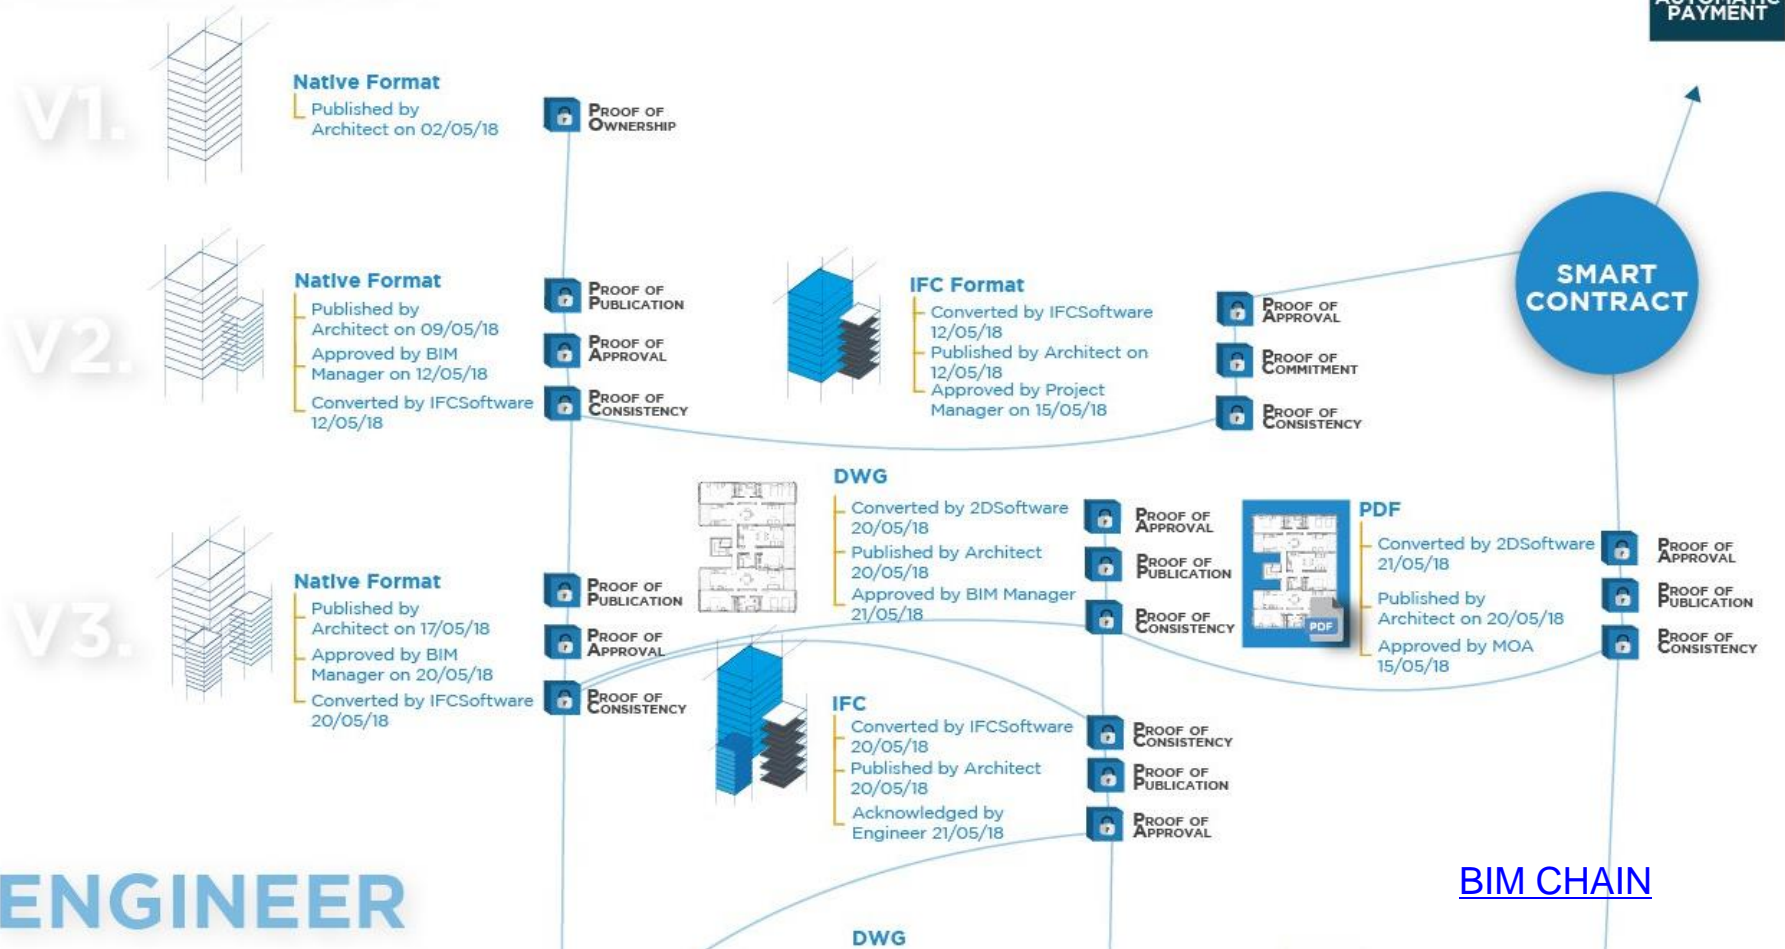 AUTOMATIC
PAYMENT
V1.
Native Format
Published by
Architect on 02/05/18
PROOF OF
OWNERSHIP
V2.
Native Format
Published by
Architect on 09/05/18
Approved by BIM
Manager on 12/05/18
Converted by IFCSoftware
12/05/18
PROOF OF
PUBLICATION
PROOF OF
APPROVAL
PROOF OF
CONSISTENCY
IFC Format
Converted by IFCSoftware
12/05/18
Published by Architect on
12/05/18
Approved by Project
Manager on 15/05/18
PROOF OF
APPROVAL
PROOF OF
COMMITMENT
PROOF OF
CONSISTENCY
SMART
CONTRACT
V3.
Native Format
Published by
Architect on 17/05/18
Approved by BIM
Manager on 20/05/18
Converted by IFCSoftware
20/05/18
PROOF OF
PUBLICATION
PROOF OF
APPROVAL
PROOF OF
CONSISTENCY
DWG
Converted by 2DSoftware
20/05/18
Published by Architect
20/05/18
Approved by BIM Manager
21/05/18
PROOF OF
APPROVAL
PROOF OF
PUBLICATION
PROOF OF
CONSISTENCY
PDF
PDF
Converted by 2DSoftware
21/05/18
Published by
Architect on 20/05/18
Approved by MOA
15/05/18
PROOF OF
APPROVAL
PROOF OF
PUBLICATION
PROOF OF
CONSISTENCY
IFC
Converted by IFCSoftware
20/05/18
Published by Architect
20/05/18
Acknowledged by
Engineer 21/05/18
PROOF OF
CONSISTENCY
PROOF OF
PUBLICATION
PROOF OF
APPROVAL
ENGINEER
BIM CHAIN
DWG